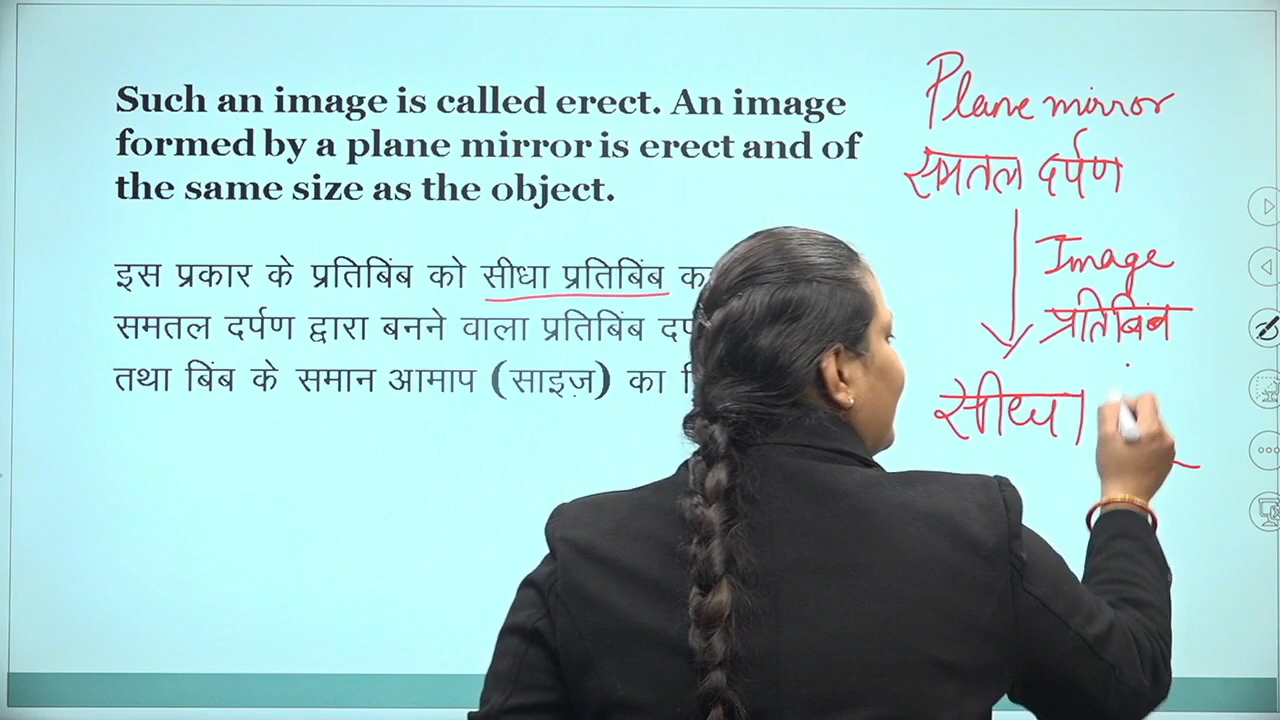 Such an image is called erect. An image
formed by a plane mirror is erect and of
the same size as the object.
इस प्रकार के प्रतिबिंब को सीधा प्रतिबिंब
समतल दर्पण द्वारा बनने वाला प्रतिबिंब
तथा बिंब के समान आमाप (साइज़) का
Plane mirror
समतल दर्पण
Image
प्रतिबिंब
सीधा